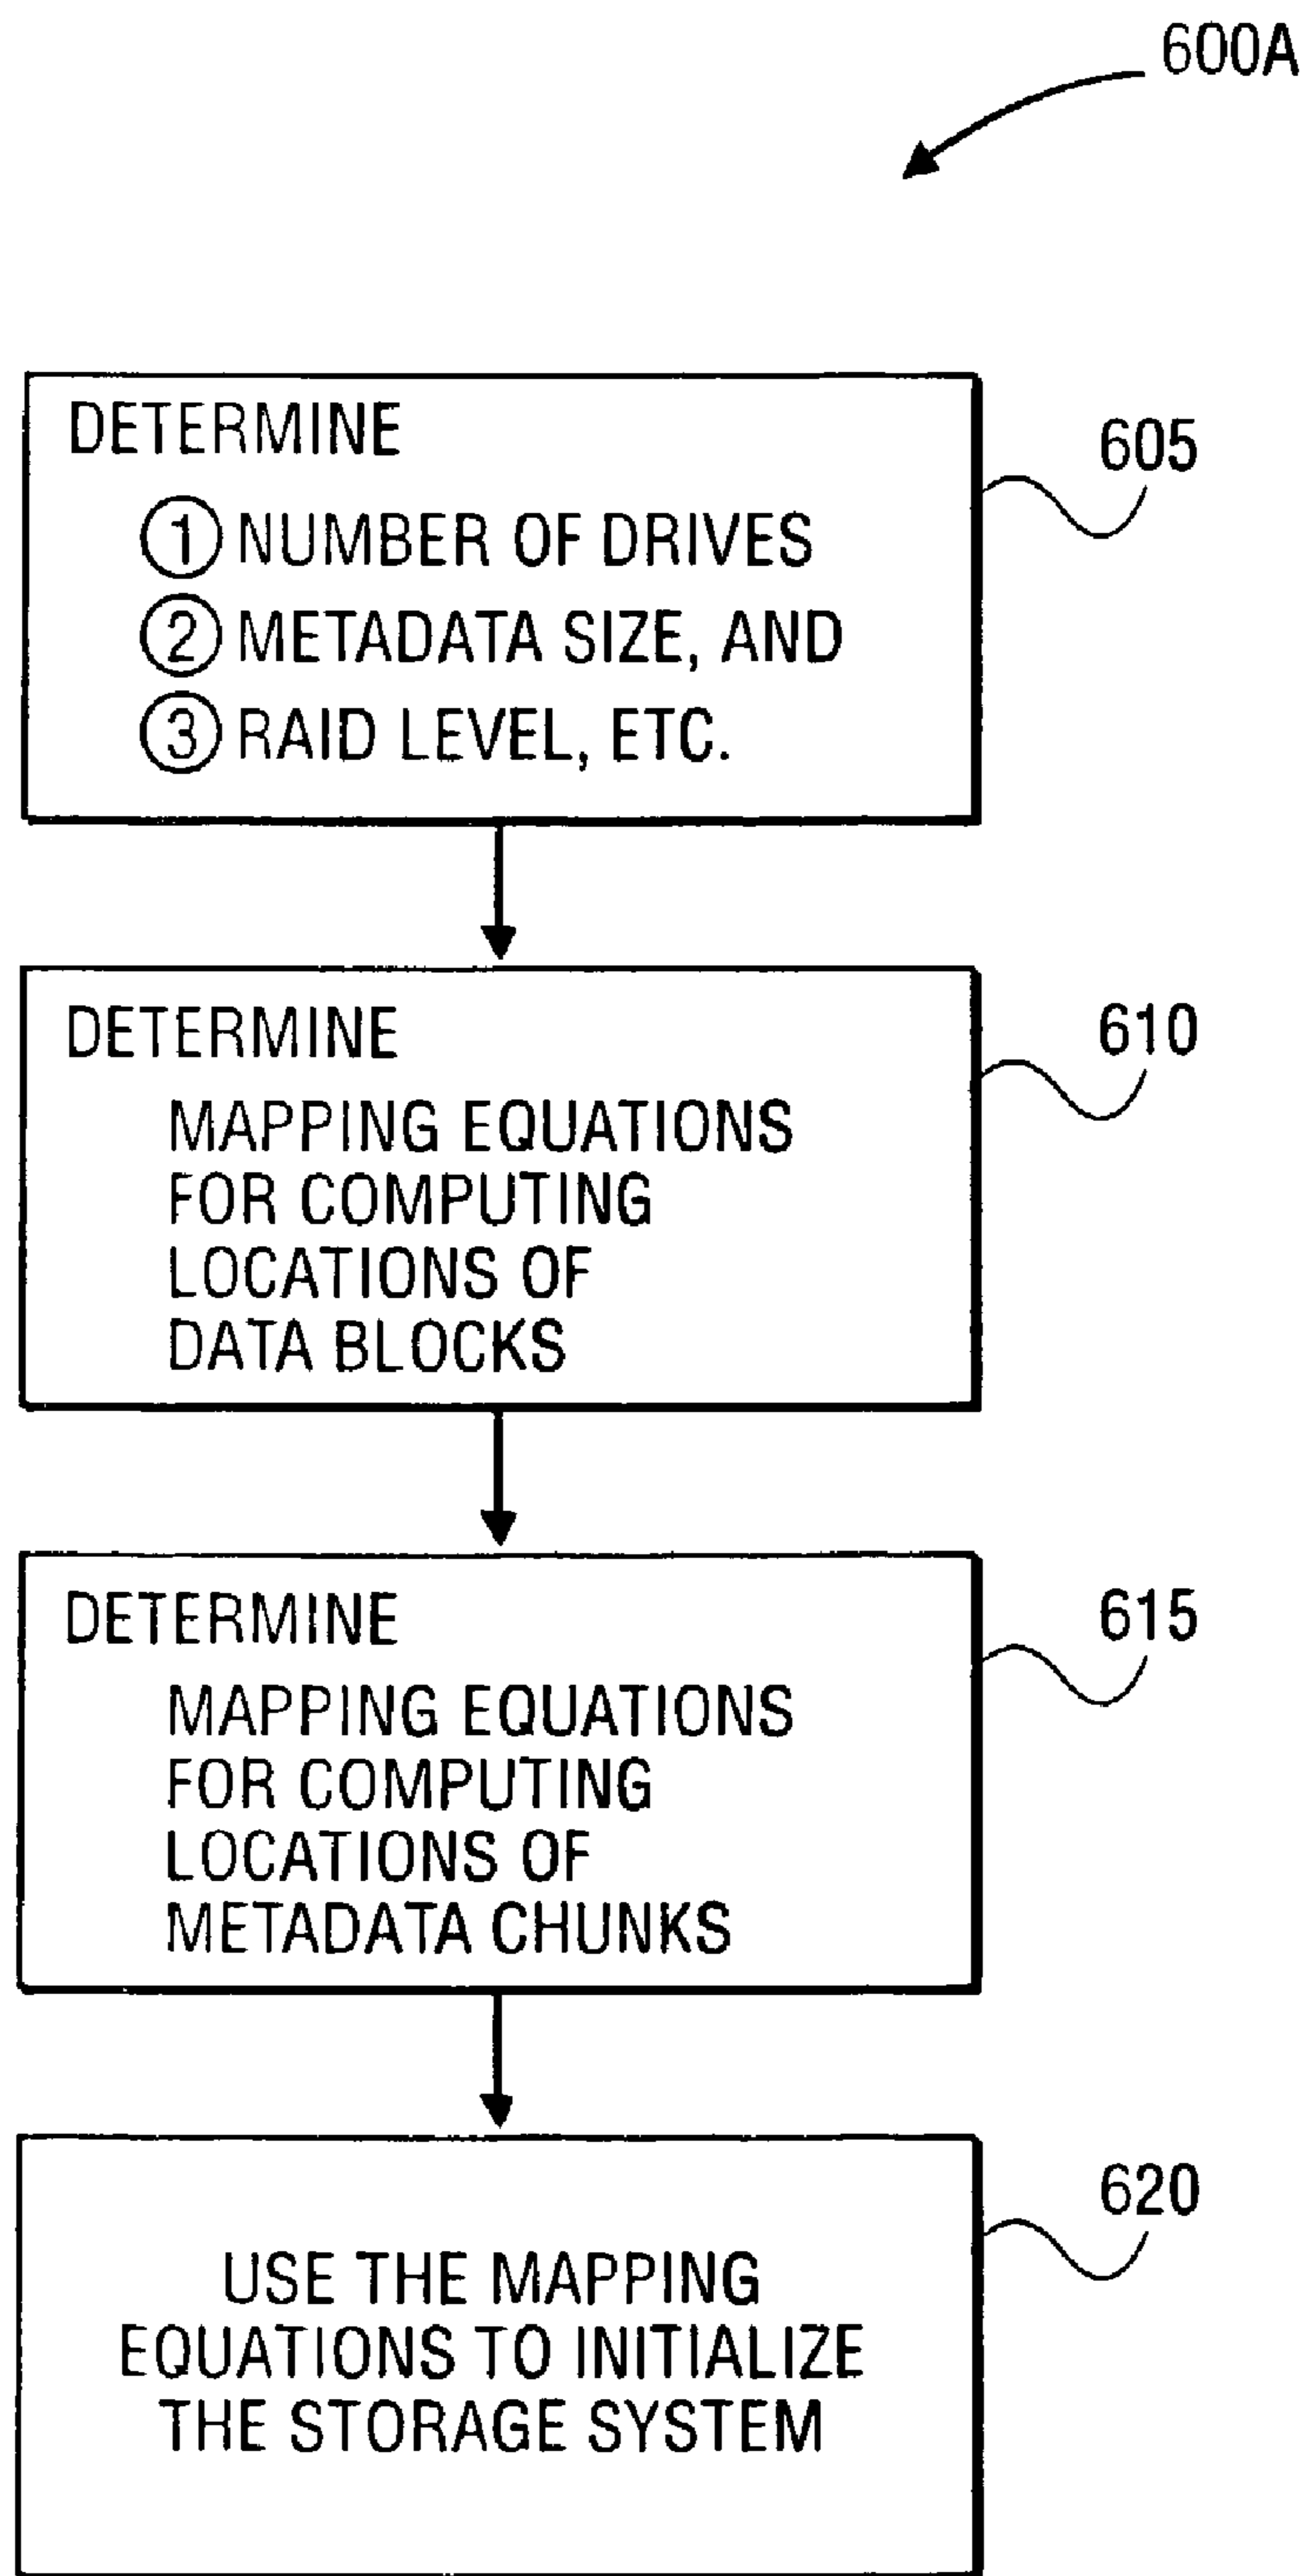 600A
DETERMINE
605
① NUMBER OF DRIVES
② METADATA SIZE, AND
③ RAID LEVEL, ETC.
DETERMINE
610
MAPPING EQUATIONS
FOR COMPUTING
LOCATIONS OF
DATA BLOCKS
DETERMINE
615
MAPPING EQUATIONS
FOR COMPUTING
LOCATIONS OF
METADATA CHUNKS
620
USE THE MAPPING
EQUATIONS TO INITIALIZE
THE STORAGE SYSTEM